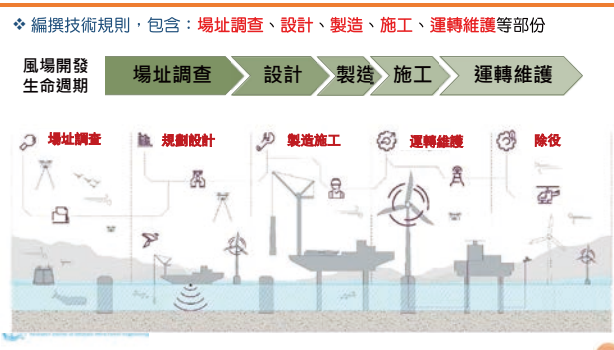 ❖ 編撰技術規則，包含：場址調查、設計、製造、施工、運轉維護等部份
風場開發
生命週期
場址調查 設計 製造 施工 運轉維護
場址調查 規劃設計 製造施工 運轉維護 除役